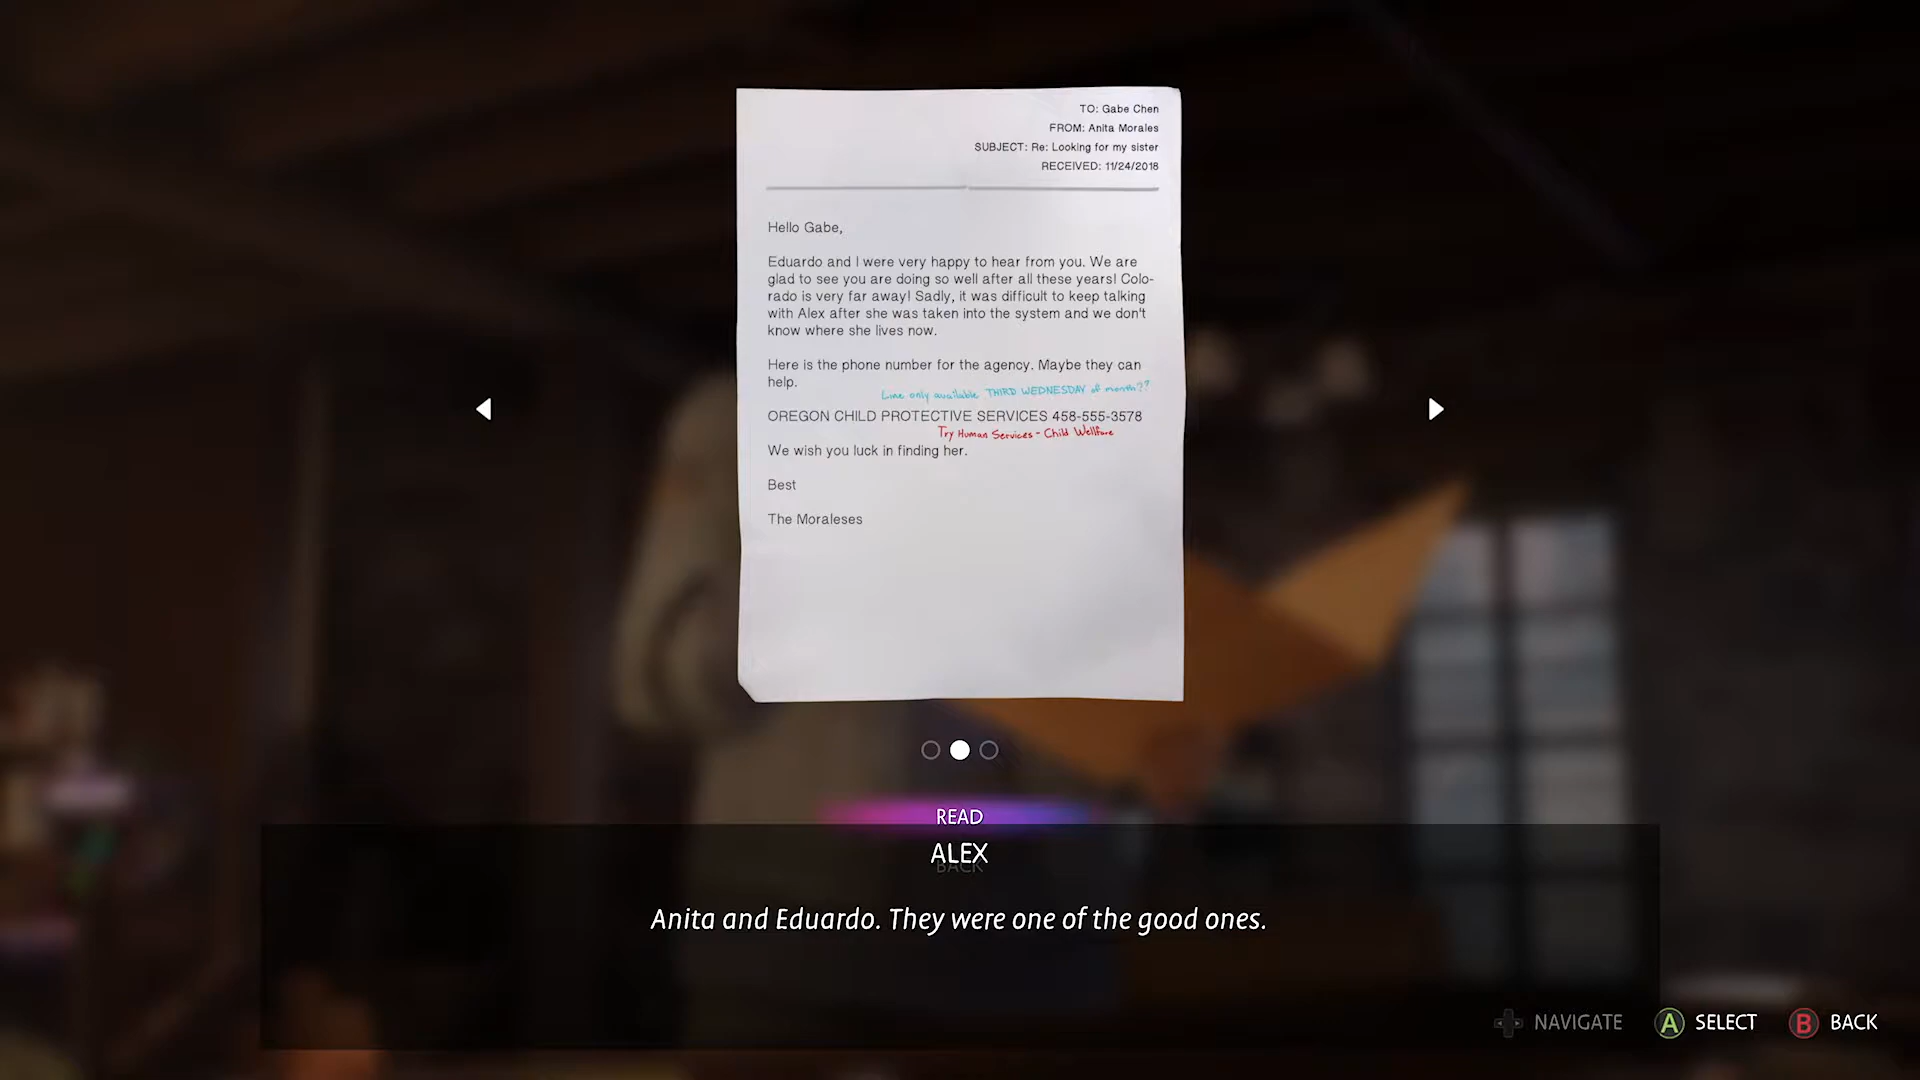 TO: Gabe Chen
FROM: Anita Morales
SUBJECT: Re: Looking for my sister
RECEIVED: 11/24/2018
Hello Gabe,
Eduardo and I were very happy to hear from you. We are
glad to see you are doing so well after all these years! Colo-
rado is very far away! Sadly, it was difficult to keep talking
with Alex after she was taken into the system and we don't
know where she lives now.
Here is the phone number for the agency. Maybe they can
help.
Line only available THIRD WEDNESDAY of month??
OREGON CHILD PROTECTIVE SERVICES 458-555-3578
Try Human Services - Child Wellfare
We wish you luck in finding her.
Best
The Moraleses
READ
ALEX
BACK
Anita and Eduardo. They were one of the good ones.
NAVIGATE
A SELECT
B BACK